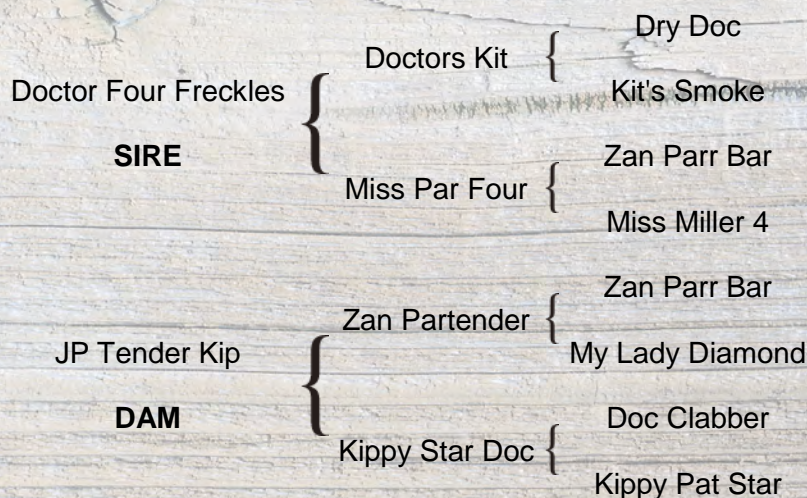 Dry Doc
Doctors Kit
Doctor Four Freckles
Kit's Smoke
SIRE
Zan Parr Bar
Miss Par Four
Miss Miller 4
Zan Parr Bar
Zan Partender
JP Tender Kip
My Lady Diamond
DAM
Doc Clabber
Kippy Star Doc
Kippy Pat Star